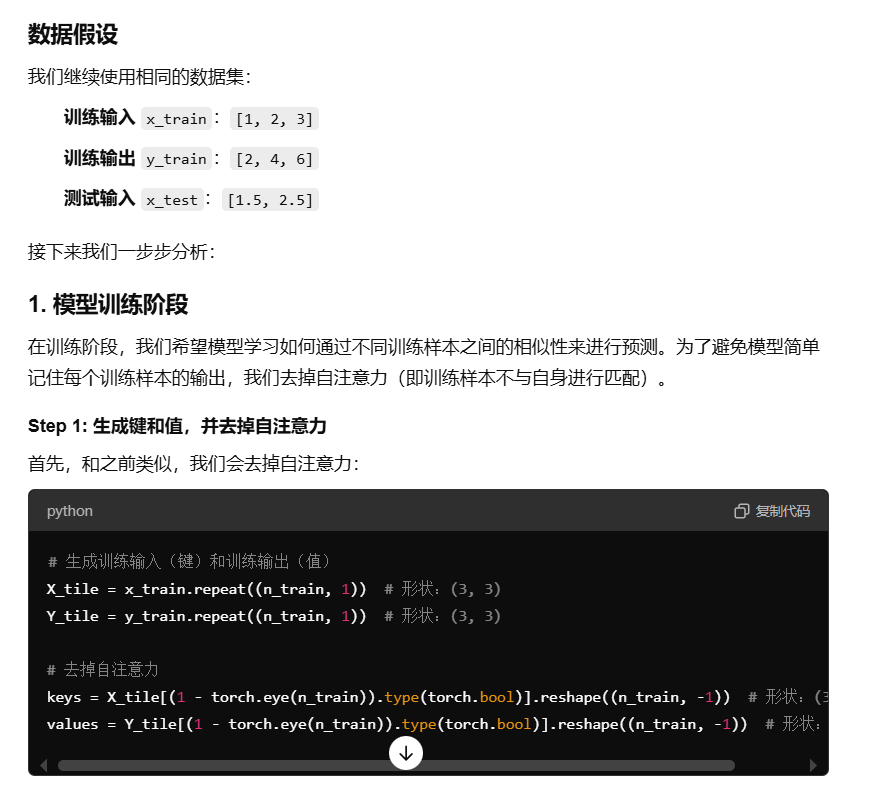 数据假设
我们继续使用相同的数据集：
训练输入 x_train： [1, 2, 3]
训练输出 y_train： [2, 4, 6]
测试输入 x_test： [1.5, 2.5]
接下来我们一步步分析：
1. 模型训练阶段
在训练阶段，我们希望模型学习如何通过不同训练样本之间的相似性来进行预测。为了避免模型简单
记住每个训练样本的输出，我们去掉自注意力（即训练样本不与自身进行匹配）。
Step 1: 生成键和值，并去掉自注意力
首先，和之前类似，我们会去掉自注意力：
python 复制代码
# 生成训练输入（键）和训练输出（值）
X_tile = x_train.repeat((n_train, 1))  # 形状：(3, 3)
Y_tile = y_train.repeat((n_train, 1))  # 形状：(3, 3)
# 去掉自注意力
keys = X_tile[(1 - torch.eye(n_train)).type(torch.bool)].reshape((n_train, -1))  # 形状：(3
values = Y_tile[(1 - torch.eye(n_train)).type(torch.bool)].reshape((n_train, -1))  # 形状：